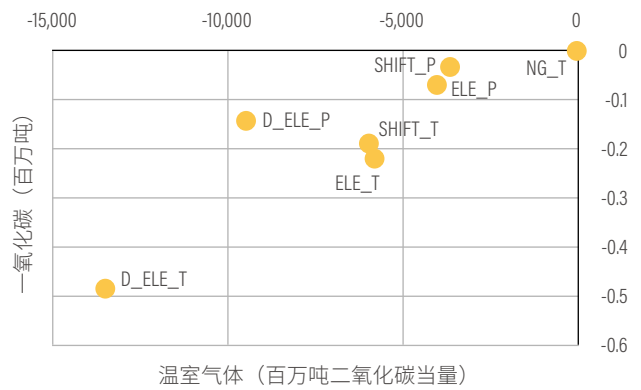 -15,000 -10,000 -5,000 0
0
SHIFT_P
NG_T
ELE_P
-0.1
D_ELE_P
SHIFT_T
-0.2
ELE_T
-0.3
-0.4
D_ELE_T
-0.5
-0.6
一氧化碳（百万吨）
温室气体（百万吨二氧化碳当量）